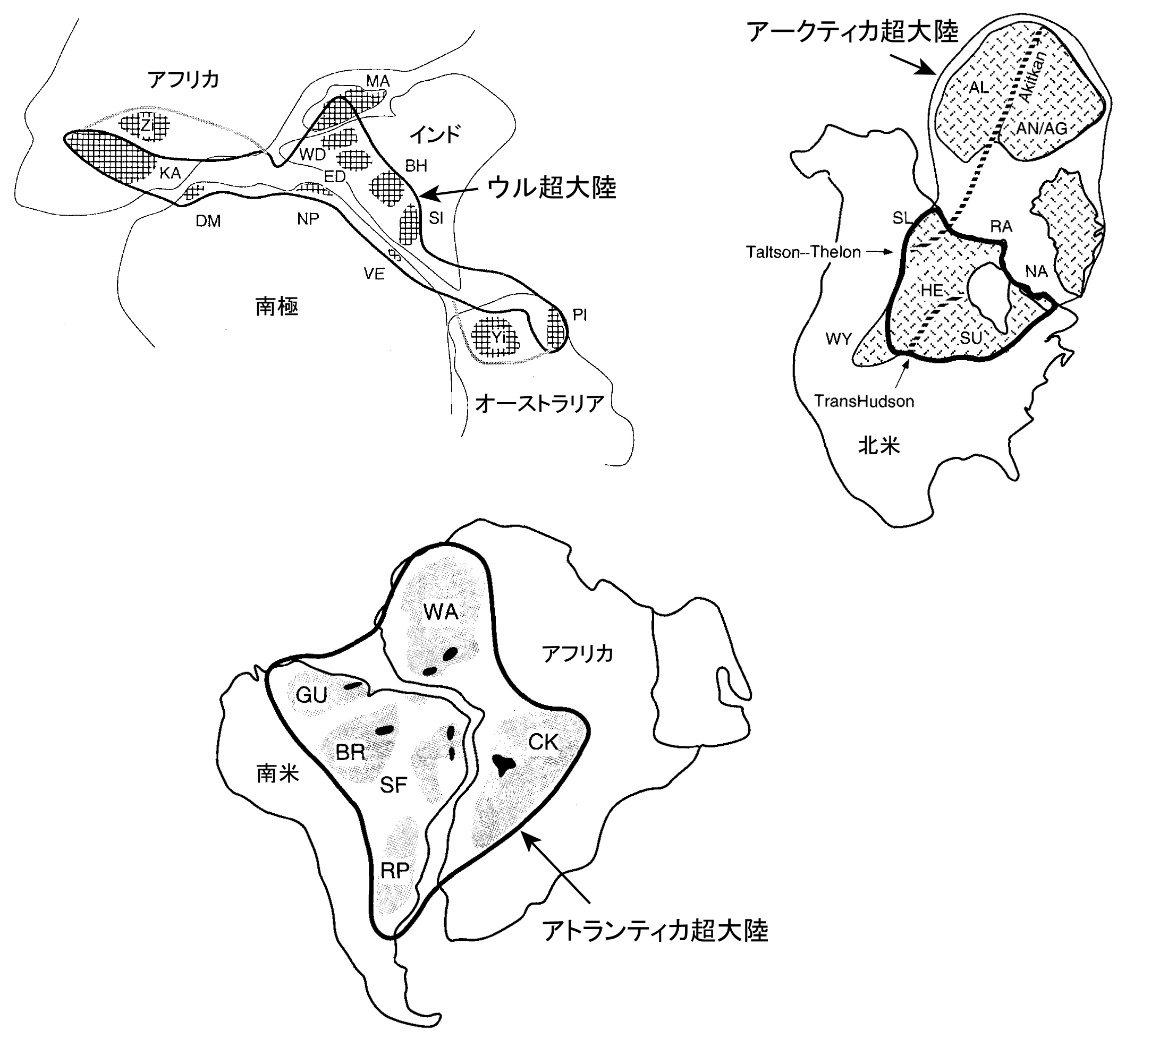 アフリカ
MA
ZI
インド
WD
KA
ED
BH
ウル超大陸
DM
NP
SI
VE
南極
PI
Yi
オーストラリア
アークティカ超大陸
AL
Akitkan
AN/AG
SL
RA
Taltson–Thelon
NA
HE
WY
SU
TransHudson
北米
WA
アフリカ
GU
BR
CK
南米
SF
RP
アトランティカ超大陸